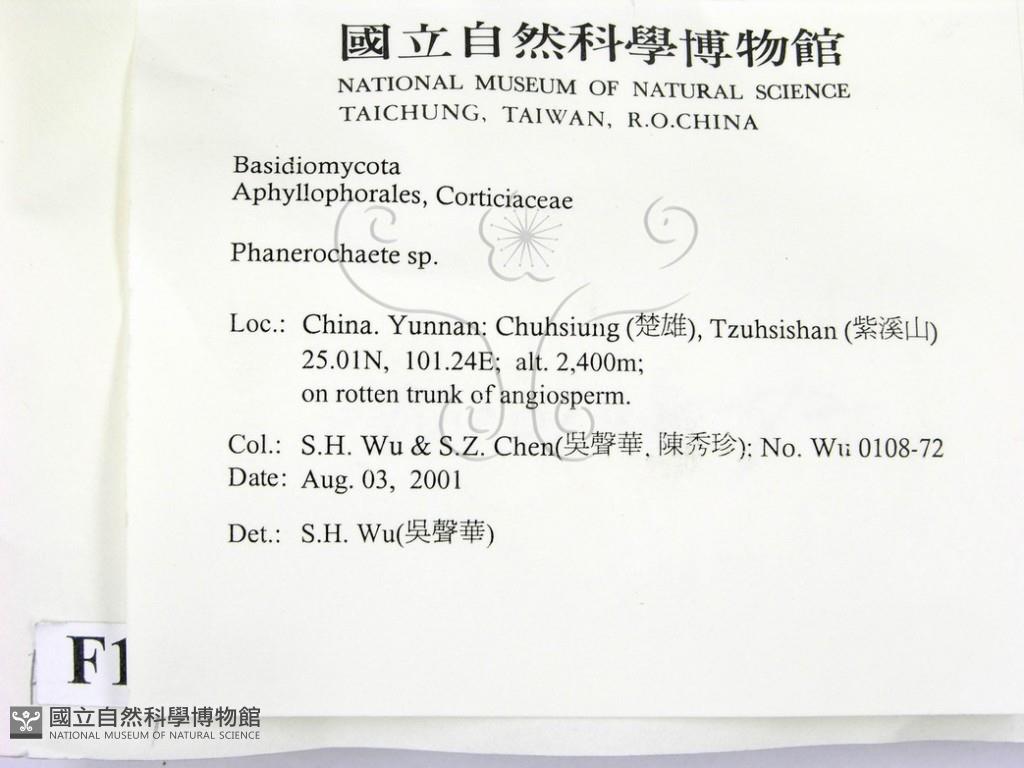 國立自然科學博物館
NATIONAL MUSEUM OF NATURAL SCIENCE
TAICHUNG, TAIWAN, R.O.CHINA
Basidiomycota
Aphyllophorales, Corticiaceae
Phanerochaete sp.
Loc.: China. Yunnan: Chuhsiung (楚雄), Tzuhsishan (紫溪山)
25.01N, 101.24E; alt. 2,400m;
on rotten trunk of angiosperm.
Col.: S.H. Wu & S.Z. Chen(吳聲華, 陳秀珍): No. Wu 0108-72
Date: Aug. 03, 2001
Det.: S.H. Wu(吳聲華)
F1
國立自然科學博物館
NATIONAL MUSEUM OF NATURAL SCIENCE